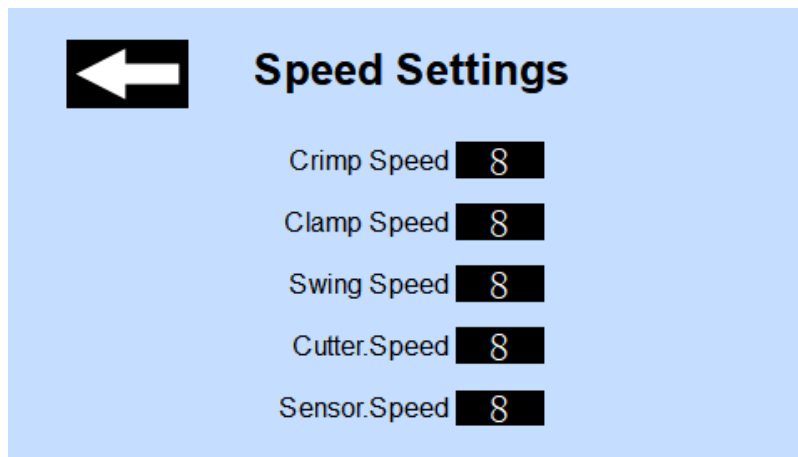 Speed Settings
Crimp Speed 8
Clamp Speed 8
Swing Speed 8
Cutter.Speed 8
Sensor.Speed 8